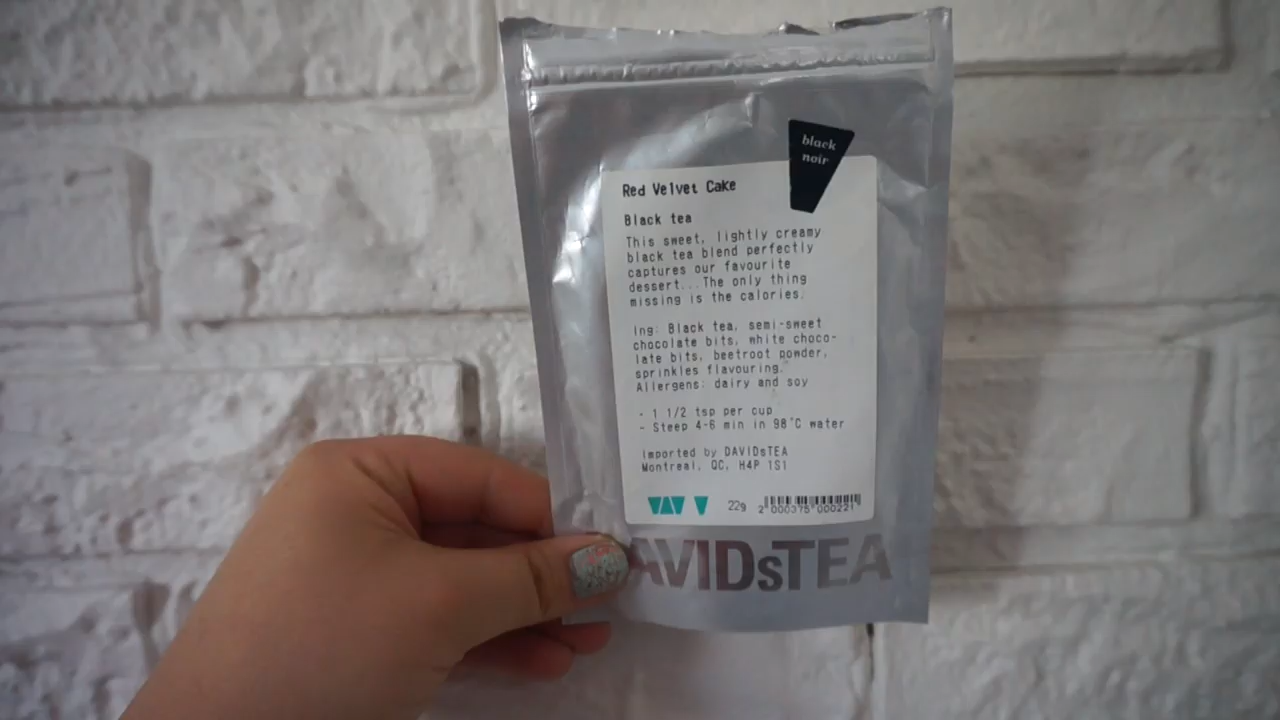 black
noir
Red Velvet Cake
Black tea
This sweet, lightly creamy
black tea blend perfectly
captures our favourite
dessert...The only thing
missing is the calories.
Ing: Black tea, semi-sweet
chocolate bits, white choco-
late bits, beetroot powder,
sprinkles flavouring.
Allergens: dairy and soy
- 1 1/2 tsp per cup
- Steep 4-6 min in 98°C water
Imported by DAVIDsTEA
Montreal, QC, H4P 1S1
22g
2 000375 000221
AVIDsTEA